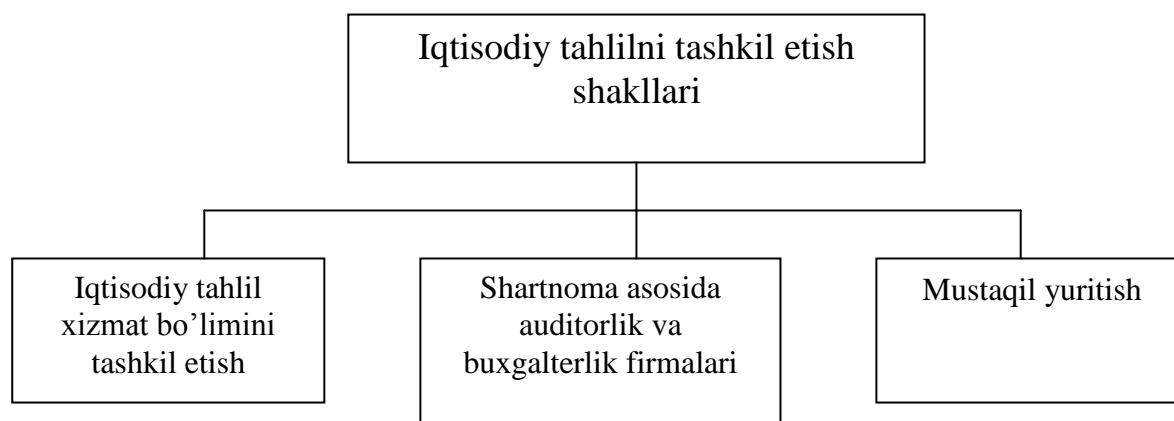 Iqtisodiy tahlilni tashkil etish
shakllari
Iqtisodiy tahlil
xizmat bo’limini
tashkil etish
Shartnoma asosida
auditorlik va
buxgalterlik firmalari
Mustaqil yuritish